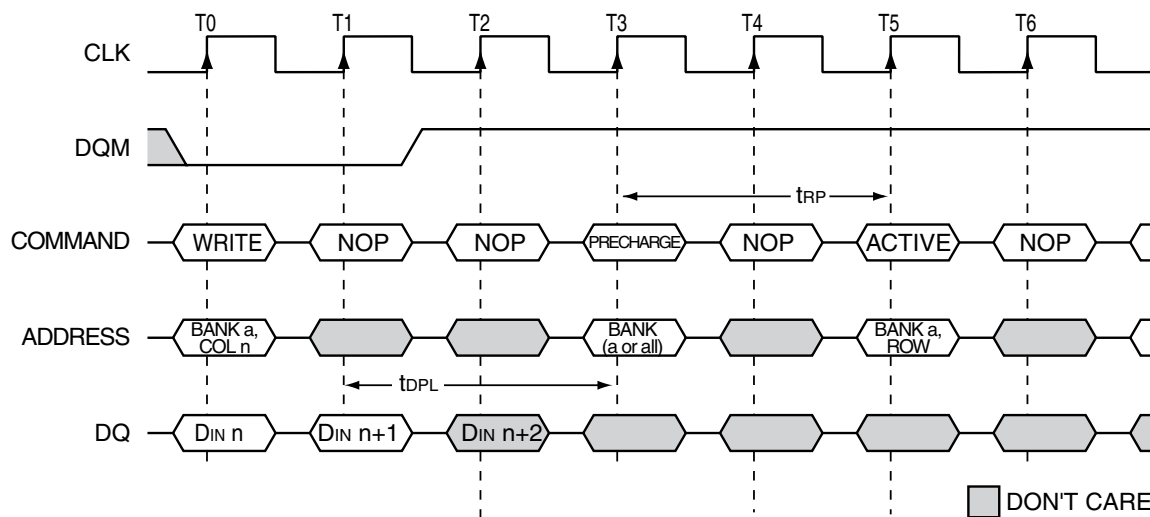 T0 T1 T2 T3 T4 T5 T6
CLK
DQM
tRP
COMMAND WRITE NOP NOP PRECHARGE NOP ACTIVE NOP
ADDRESS BANK a, COL n BANK (a or all) BANK a, ROW
tDPL
DQ DIN n DIN n+1 DIN n+2
DON'T CARE